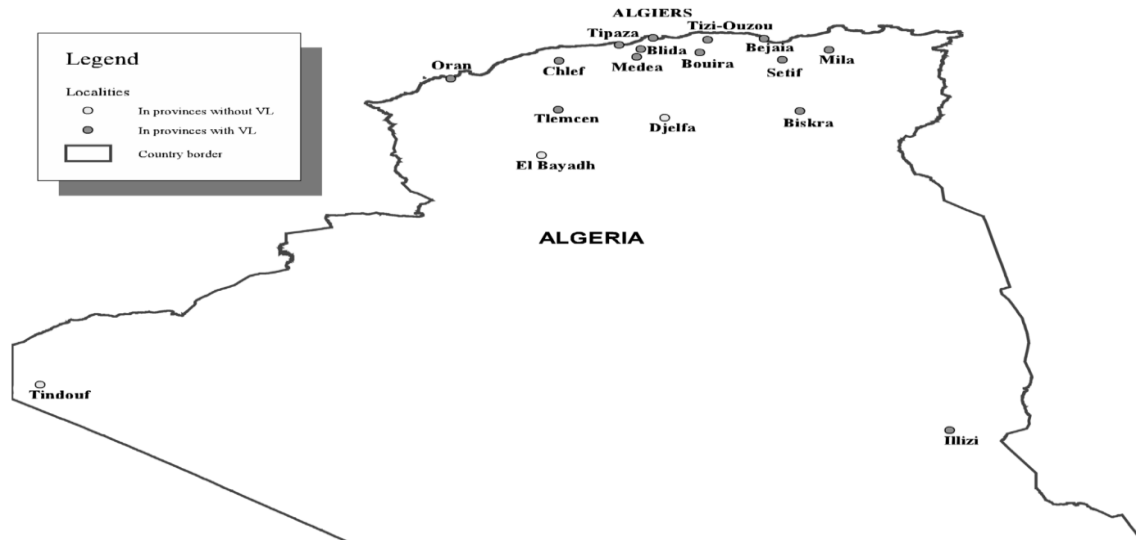 Legend
Localities
In provinces without VL
In provinces with VL
Country border
ALGIERS
Tizi-Ouzou
Tipaza
Blida
Bejaia
Mila
Oran
Chlef
Medea
Bouira
Setif
Tlemcen
Djelfa
Biskra
El Bayadh
ALGERIA
Tindouf
Illizi